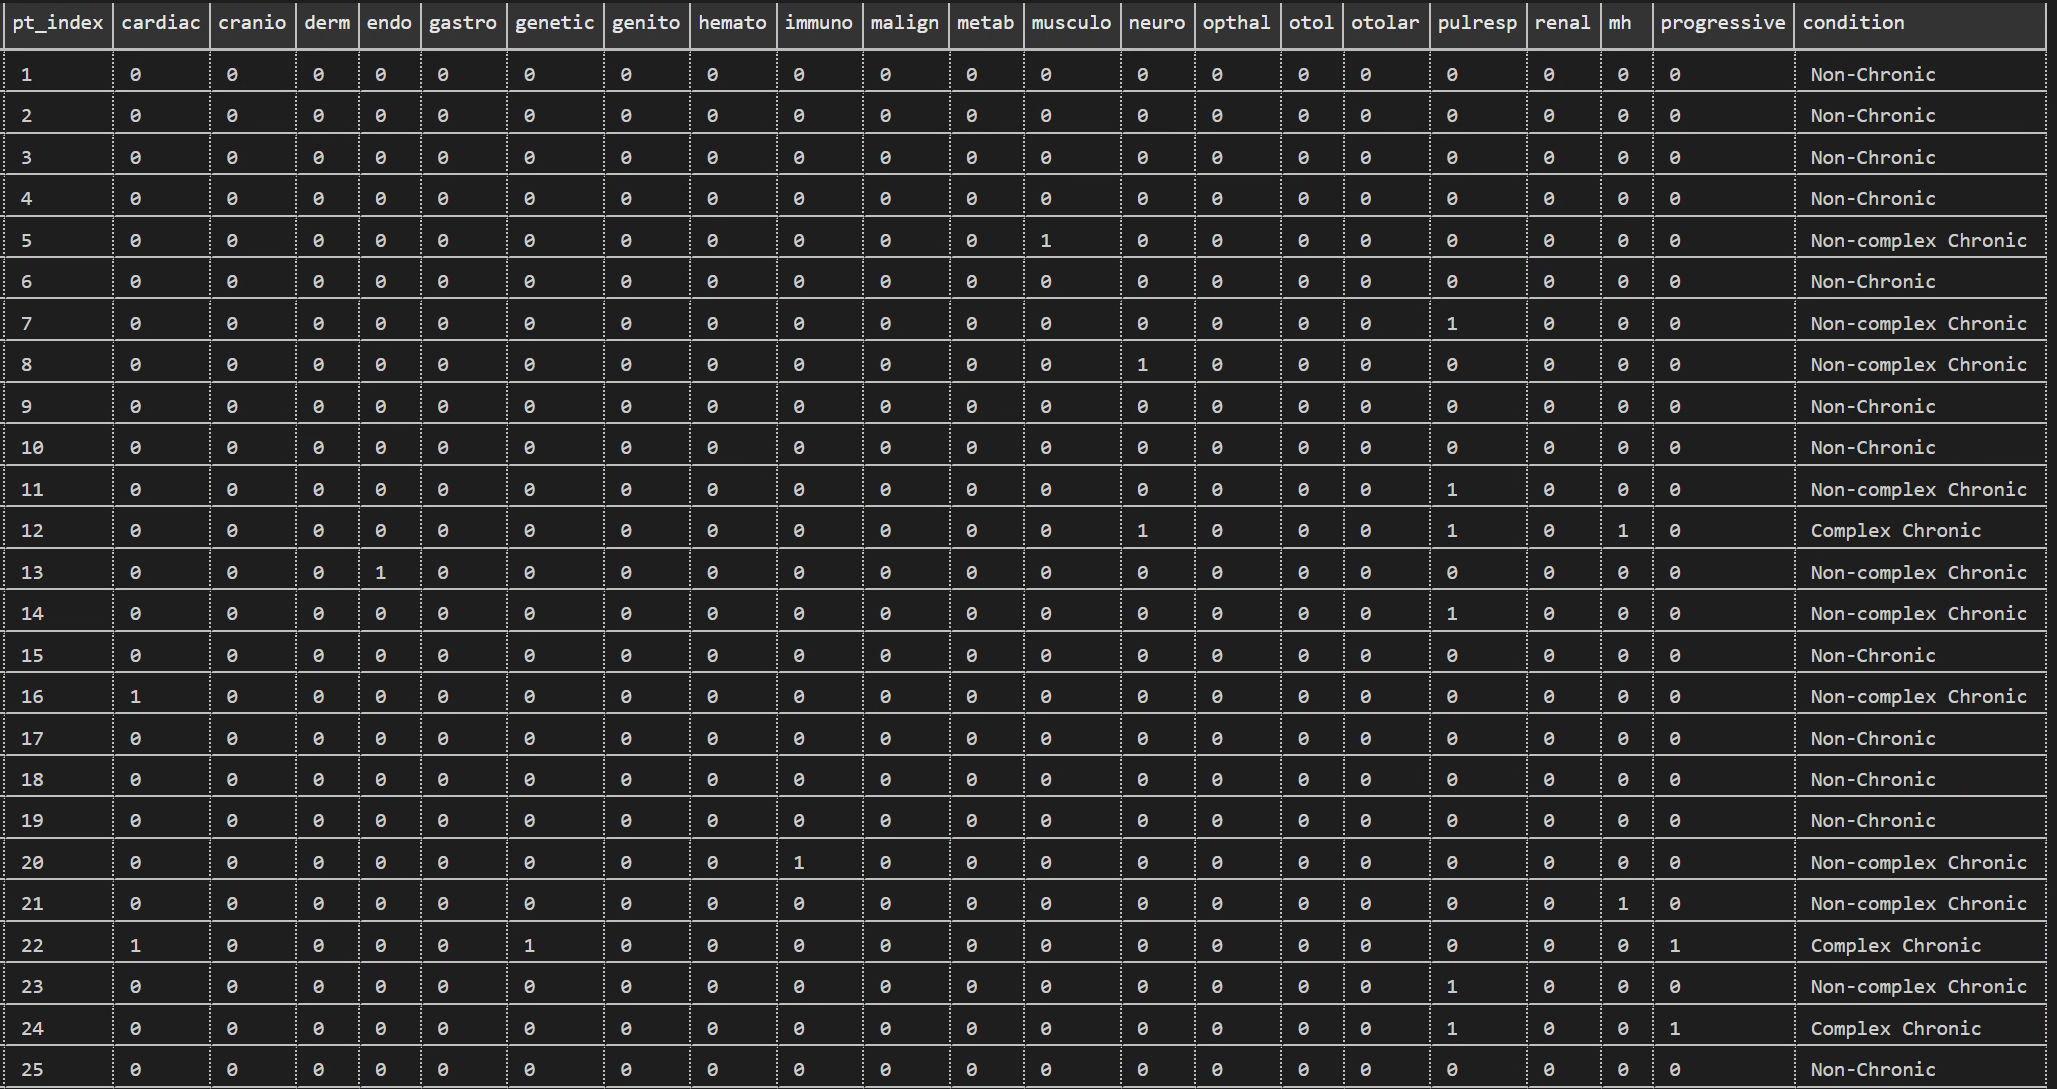 pt_index cardiac cranio derm endo gastro genetic genito hemato immuno malign metab musculo neuro opthal otol otolar pulresp renal mh progressive condition
1 0 0 0 0 0 0 0 0 0 0 0 0 0 0 0 0 0 0 0 0 Non-Chronic
2 0 0 0 0 0 0 0 0 0 0 0 0 0 0 0 0 0 0 0 0 Non-Chronic
3 0 0 0 0 0 0 0 0 0 0 0 0 0 0 0 0 0 0 0 0 Non-Chronic
4 0 0 0 0 0 0 0 0 0 0 0 0 0 0 0 0 0 0 0 0 Non-Chronic
5 0 0 0 0 0 0 0 0 0 0 0 1 0 0 0 0 0 0 0 0 Non-complex Chronic
6 0 0 0 0 0 0 0 0 0 0 0 0 0 0 0 0 0 0 0 0 Non-Chronic
7 0 0 0 0 0 0 0 0 0 0 0 0 0 0 0 0 1 0 0 0 Non-complex Chronic
8 0 0 0 0 0 0 0 0 0 0 0 0 1 0 0 0 0 0 0 0 Non-complex Chronic
9 0 0 0 0 0 0 0 0 0 0 0 0 0 0 0 0 0 0 0 0 Non-Chronic
10 0 0 0 0 0 0 0 0 0 0 0 0 0 0 0 0 0 0 0 0 Non-Chronic
11 0 0 0 0 0 0 0 0 0 0 0 0 0 0 0 0 1 0 0 0 Non-complex Chronic
12 0 0 0 0 0 0 0 0 0 0 0 0 1 0 0 0 1 0 1 0 Complex Chronic
13 0 0 0 1 0 0 0 0 0 0 0 0 0 0 0 0 0 0 0 0 Non-complex Chronic
14 0 0 0 0 0 0 0 0 0 0 0 0 0 0 0 0 1 0 0 0 Non-complex Chronic
15 0 0 0 0 0 0 0 0 0 0 0 0 0 0 0 0 0 0 0 0 Non-Chronic
16 1 0 0 0 0 0 0 0 0 0 0 0 0 0 0 0 0 0 0 0 Non-complex Chronic
17 0 0 0 0 0 0 0 0 0 0 0 0 0 0 0 0 0 0 0 0 Non-Chronic
18 0 0 0 0 0 0 0 0 0 0 0 0 0 0 0 0 0 0 0 0 Non-Chronic
19 0 0 0 0 0 0 0 0 0 0 0 0 0 0 0 0 0 0 0 0 Non-Chronic
20 0 0 0 0 0 0 0 0 1 0 0 0 0 0 0 0 0 0 0 0 Non-complex Chronic
21 0 0 0 0 0 0 0 0 0 0 0 0 0 0 0 0 0 0 1 0 Non-complex Chronic
22 1 0 0 0 0 1 0 0 0 0 0 0 0 0 0 0 0 0 0 1 Complex Chronic
23 0 0 0 0 0 0 0 0 0 0 0 0 0 0 0 0 1 0 0 0 Non-complex Chronic
24 0 0 0 0 0 0 0 0 0 0 0 0 0 0 0 0 1 0 0 1 Complex Chronic
25 0 0 0 0 0 0 0 0 0 0 0 0 0 0 0 0 0 0 0 0 Non-Chronic